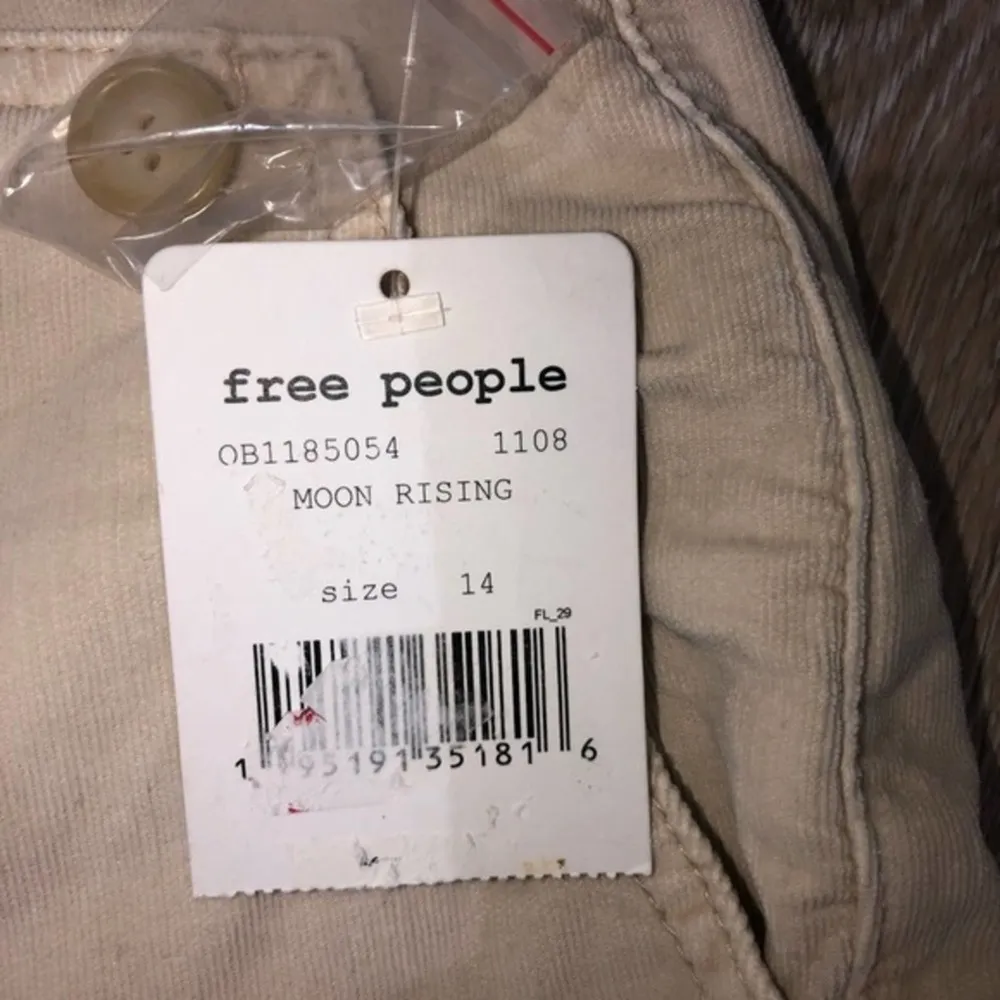 free people
OB1185054 1108
MOON RISING
size 14
FL_29
1 95191 35181 6